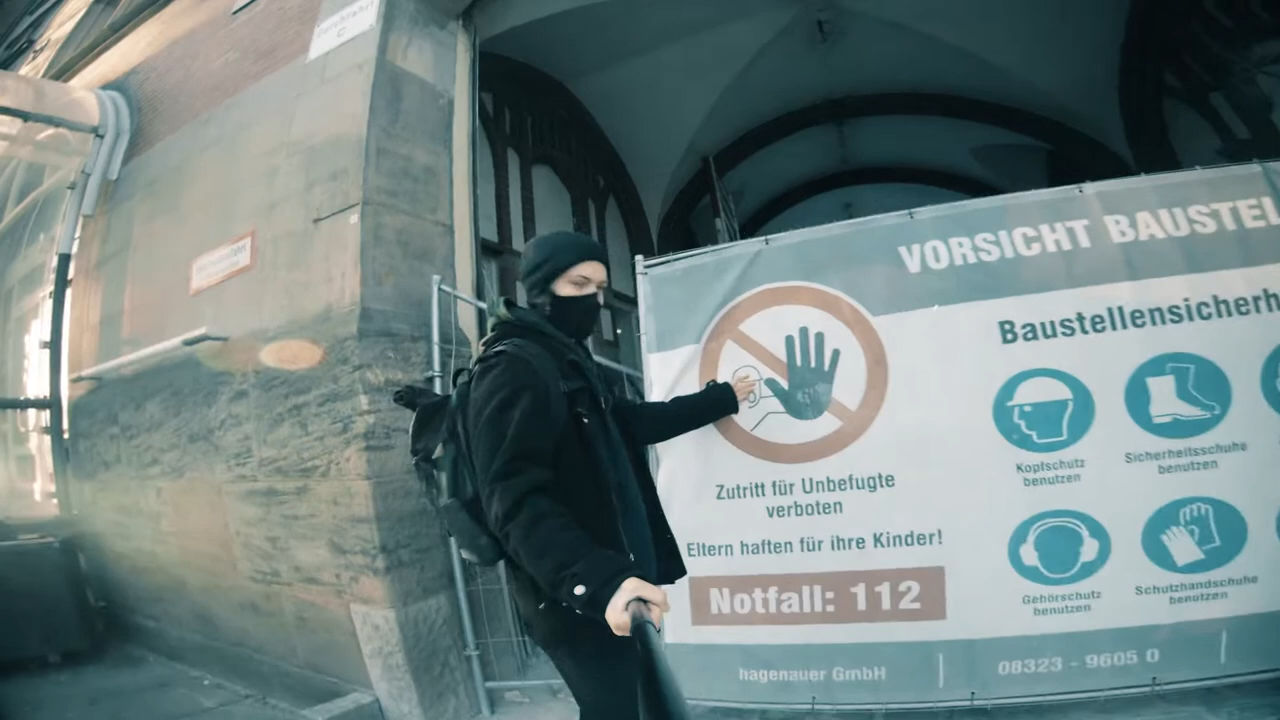 VORSICHT BAUSTEL
Baustellensicherh
Zutritt für Unbefugte
verboten
Eltern haften für ihre Kinder!
Notfall: 112
Kopfschutz
benutzen
Sicherheitsschuhe
benutzen
Gehörschutz
benutzen
Schutzhandschuhe
benutzen
hagenauer GmbH
08323 - 9605 0